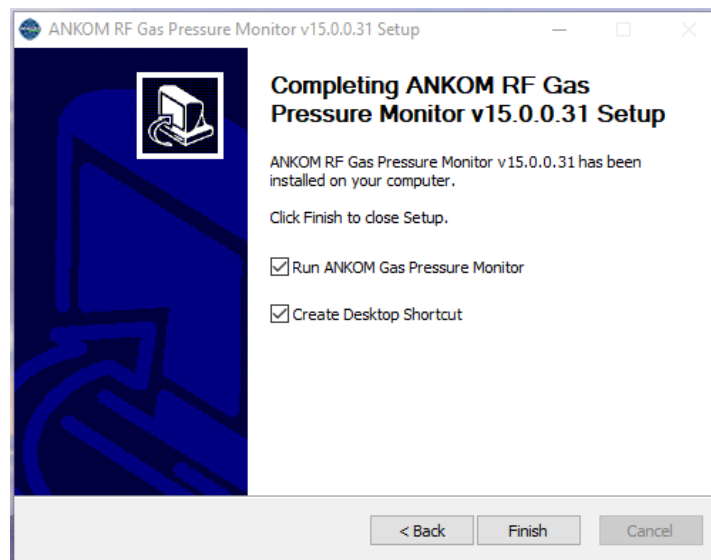 ANKOM RF Gas Pressure Monitor v15.0.0.31 Setup
Completing ANKOM RF Gas
Pressure Monitor v15.0.0.31 Setup
ANKOM RF Gas Pressure Monitor v15.0.0.31 has been
installed on your computer.
Click Finish to close Setup.
Run ANKOM Gas Pressure Monitor
Create Desktop Shortcut
< Back Finish Cancel